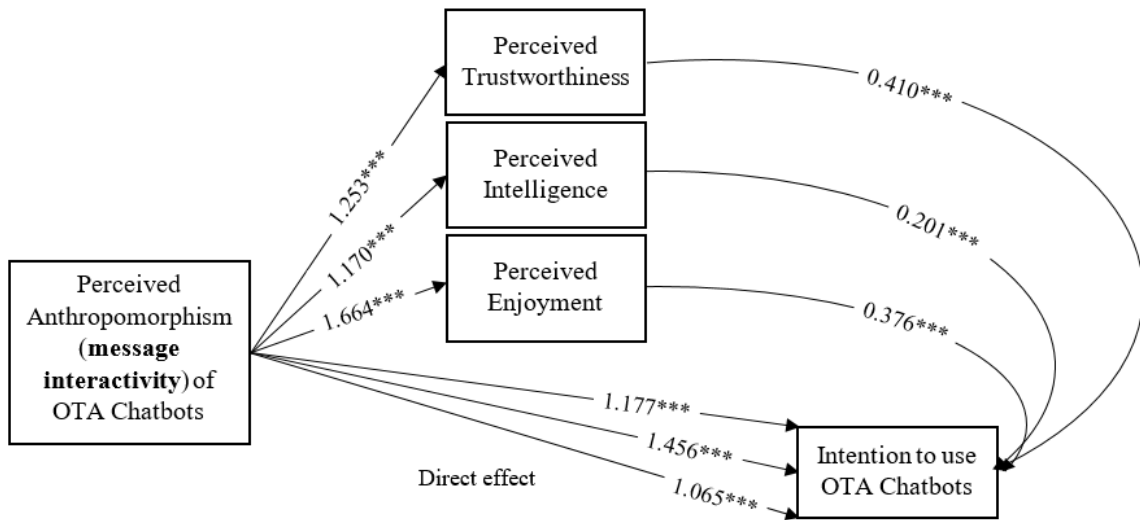 Perceived
Trustworthiness
0.410***
1.253***
Perceived
Intelligence
0.201***
1.170***
Perceived
Enjoyment
0.376***
1.664***
Perceived
Anthropomorphism
(message
interactivity) of
OTA Chatbots
1.177***
1.456***
1.065***
Direct effect
Intention to use
OTA Chatbots